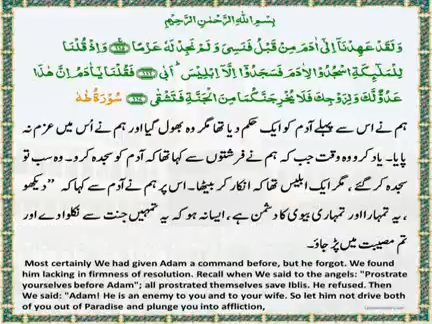 بِسْمِ اللهِ الرَّحْمٰنِ الرَّحِيْمِ
وَلَقَدْ عَهِدْنَآ اِلٰٓى اٰدَمَ مِنْ قَبْلُ فَنَسِىَ وَلَمْ نَجِدْ لَهٗ عَزْمًا ﴿۱۱۵﴾ وَاِذْ قُلْنَا
لِلْمَلٰٓئِكَةِ اسْجُدُوْا لِاٰدَمَ فَسَجَدُوْٓا اِلَّآ اِبْلِيْسَ ؕ اَبٰى ﴿۱۱۶﴾ فَقُلْنَا يٰٓاٰدَمُ اِنَّ هٰذَا
عَدُوٌّ لَّكَ وَلِزَوْجِكَ فَلَا يُخْرِجَنَّكُمَا مِنَ الْجَنَّةِ فَتَشْقٰى ﴿۱۱۷﴾ سُوْرَةُ طٰهٰ
ہم نے اس سے پہلے آدم کو ایک حکم دیا تھا مگر وہ بھول گیا اور ہم نے اُس میں عزم نہ
پایا۔ یاد کرو وہ وقت جب کہ ہم نے فرشتوں سے کہا تھا کہ آدم کو سجدہ کرو۔ وہ سب تو
سجدہ کر گئے ، مگر ایک ابلیس تھا کہ انکار کر بیٹھا۔ اس پر ہم نے آدم سے کہا کہ ”دیکھو
، یہ تمہارا اور تمہاری بیوی کا دشمن ہے ، ایسا نہ ہو کہ یہ تمہیں جنت سے نکلوا دے اور
تم مصیبت میں پڑ جاؤ۔
Most certainly We had given Adam a command before, but he forgot. We found
him lacking in firmness of resolution. Recall when We said to the angels: "Prostrate
yourselves before Adam"; all prostrated themselves save Iblis. He refused. Then
We said: "Adam! He is an enemy to you and to your wife. So let him not drive both
of you out of Paradise and plunge you into affliction,